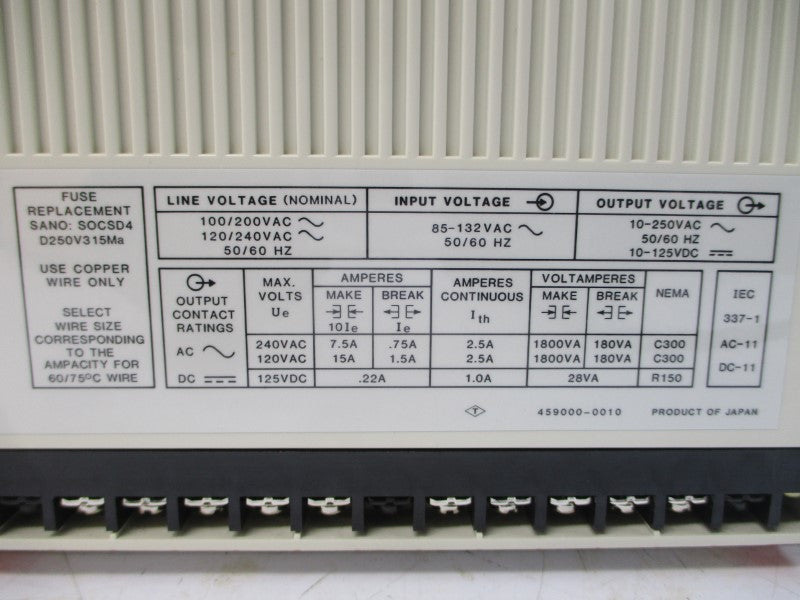 FUSE
REPLACEMENT
SANO: SOCSD4
D250V315Ma
USE COPPER
WIRE ONLY
SELECT
WIRE SIZE
CORRESPONDING
TO THE
AMPACITY FOR
60/75°C WIRE
LINE VOLTAGE (NOMINAL)
100/200VAC
120/240VAC
50/60 HZ
INPUT VOLTAGE
85-132VAC
50/60 HZ
OUTPUT VOLTAGE
10-250VAC
50/60 HZ
10-125VDC
OUTPUT
CONTACT
RATINGS
MAX.
VOLTS
Ue
AMPERES
MAKE BREAK
10Ie Ie
AMPERES
CONTINUOUS
Ith
VOLTAMPERES
MAKE BREAK
NEMA
AC 240VAC 7.5A .75A 2.5A 1800VA 180VA C300
120VAC 15A 1.5A 2.5A 1800VA 180VA C300
DC 125VDC .22A 1.0A 28VA R150
IEC
337-1
AC-11
DC-11
T 459000-0010 PRODUCT OF JAPAN